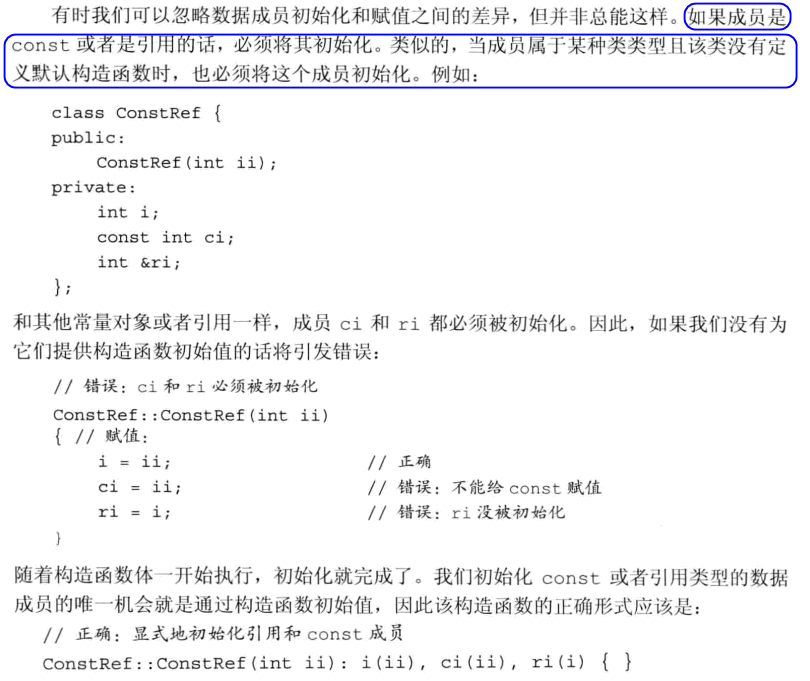 有时我们可以忽略数据成员初始化和赋值之间的差异，但并非总能这样。如果成员是
const 或者是引用的话，必须将其初始化。类似的，当成员属于某种类类型且该类没有定
义默认构造函数时，也必须将这个成员初始化。例如：
class ConstRef {
public:
ConstRef(int ii);
private:
int i;
const int ci;
int &ri;
};
和其他常量对象或者引用一样，成员 ci 和 ri 都必须被初始化。因此，如果我们没有为
它们提供构造函数初始值的话将引发错误：
// 错误：ci 和 ri 必须被初始化
ConstRef::ConstRef(int ii)
{ // 赋值：
i = ii; // 正确
ci = ii; // 错误：不能给 const 赋值
ri = i; // 错误：ri 没被初始化
}
随着构造函数体一开始执行，初始化就完成了。我们初始化 const 或者引用类型的数据
成员的唯一机会就是通过构造函数初始值，因此该构造函数的正确形式应该是：
// 正确：显式地初始化引用和 const 成员
ConstRef::ConstRef(int ii): i(ii), ci(ii), ri(i) { }